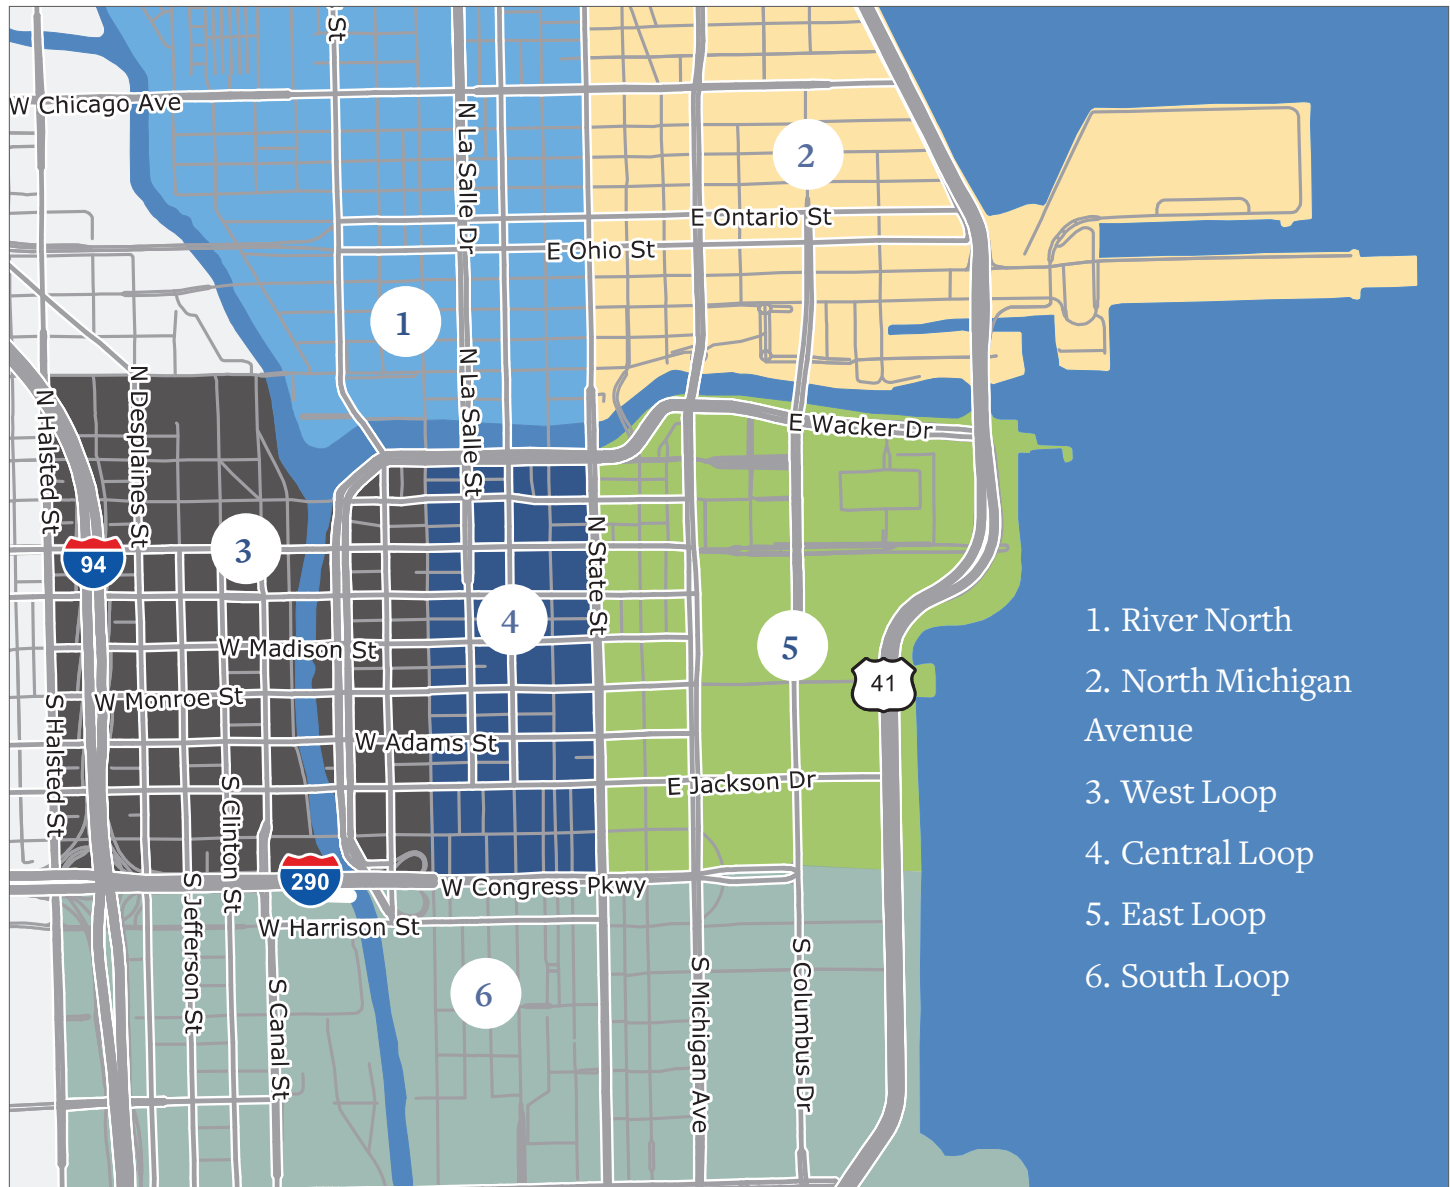 St
W Chicago Ave
N La Salle Dr
2
E Ontario St
E Ohio St
1
N La Salle St
N Halsted St
N Desplaines St
E Wacker Dr
N State St
3
94
4
5
W Madison St
W Monroe St
41
S Halsted St
W Adams St
E Jackson Dr
S Clinton St
290
W Congress Pkwy
S Jefferson St
W Harrison St
6
S Canal St
S Michigan Ave
S Columbus Dr
1. River North
2. North Michigan
Avenue
3. West Loop
4. Central Loop
5. East Loop
6. South Loop